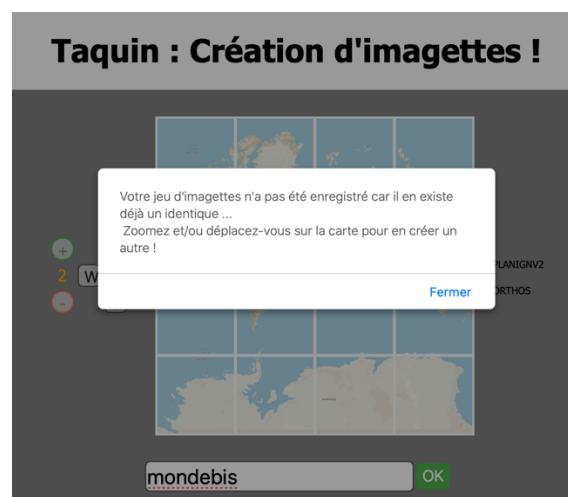 Taquin : Création d'imagettes !
Votre jeu d'imagettes n'a pas été enregistré car il en existe
déjà un identique ...
Zoomez et/ou déplacez-vous sur la carte pour en créer un
autre !
Fermer
+
2 W
-
PLANIGNV2
ORTHOS
mondebis OK